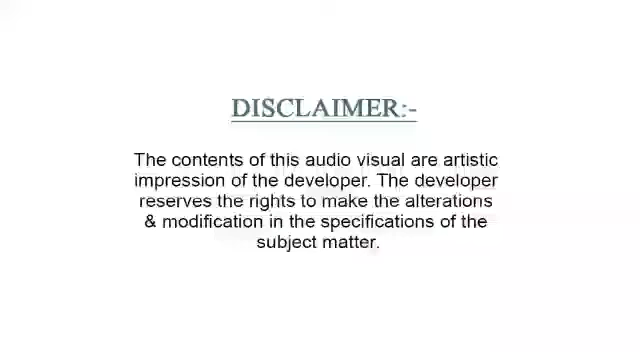 DISCLAIMER:-
The contents of this audio visual are artistic
impression of the developer. The developer
reserves the rights to make the alterations
& modification in the specifications of the
subject matter.